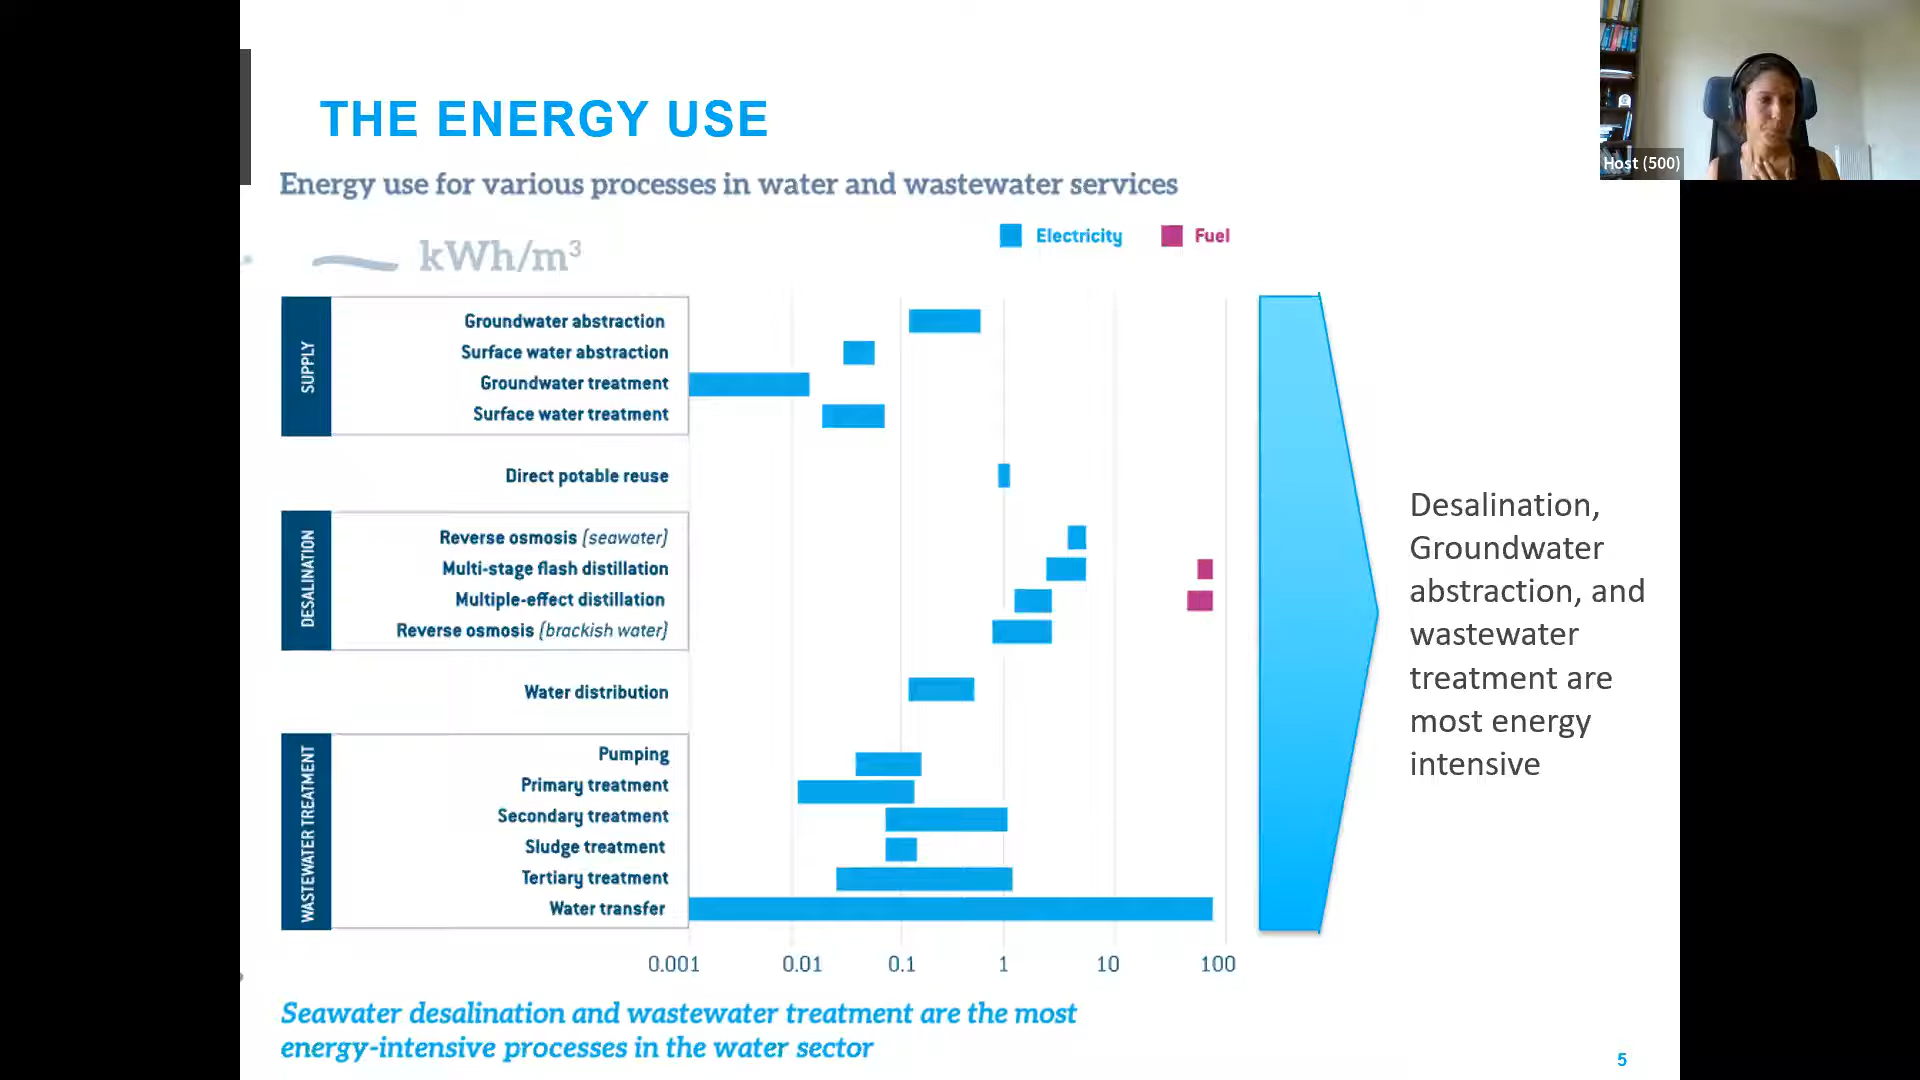 THE ENERGY USE
Host (500)
Energy use for various processes in water and wastewater services
kWh/m³
Electricity
Fuel
SUPPLY
Groundwater abstraction
Surface water abstraction
Groundwater treatment
Surface water treatment
Direct potable reuse
DESALINATION
Reverse osmosis (seawater)
Multi-stage flash distillation
Multiple-effect distillation
Reverse osmosis (brackish water)
Water distribution
WASTEWATER TREATMENT
Pumping
Primary treatment
Secondary treatment
Sludge treatment
Tertiary treatment
Water transfer
0.001 0.01 0.1 1 10 100
Desalination,
Groundwater
abstraction, and
wastewater
treatment are
most energy
intensive
Seawater desalination and wastewater treatment are the most
energy-intensive processes in the water sector
5